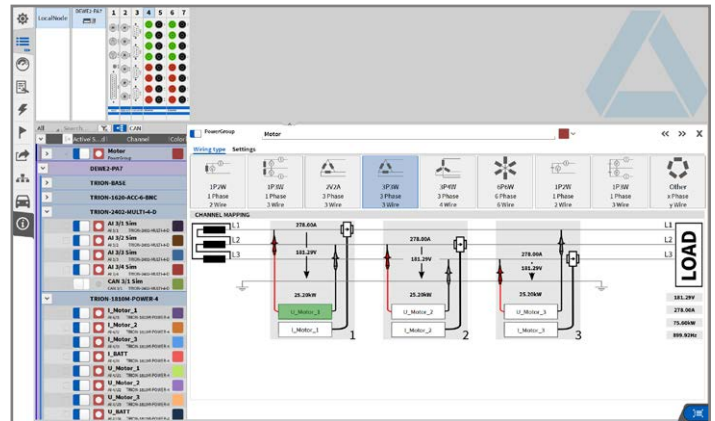 LocalNode
DEWE2-PA7
1 2 3 4 5 6 7
All
Search...
CAN
Active
Channel
Color
Motor
PowerGroup
DEWE2-PA7
TRION-BASE
TRION-1620-ACC-6-BNC
TRION-2402-MULTI-4-D
AI 3/1 Sim
AI 3/2 Sim
AI 3/3 Sim
AI 3/4 Sim
CAN 3/1 Sim
TRION-1810M-POWER-4
I_Motor_1
I_Motor_2
I_Motor_3
I_BATT
U_Motor_1
U_Motor_2
U_Motor_3
U_BATT
PowerGroup
Motor
<< >> X
Wiring type Settings
1P2W
1 Phase
2 Wire
1P3W
1 Phase
3 Wire
2V2A
3 Phase
3 Wire
3P3W
3 Phase
3 Wire
3P4W
3 Phase
4 Wire
6P6W
6 Phase
6 Wire
1P2W
1 Phase
2 Wire
1P3W
1 Phase
3 Wire
Other
x Phase
y Wire
CHANNEL MAPPING
L1
L2
L3
278.00A
181.29V
25.20kW
U_Motor_1
I_Motor_1
1
278.00A
181.29V
25.20kW
U_Motor_2
I_Motor_2
2
278.00A
181.29V
25.20kW
U_Motor_3
I_Motor_3
3
L1
L2
L3
LOAD
181.29V
278.00A
75.60kW